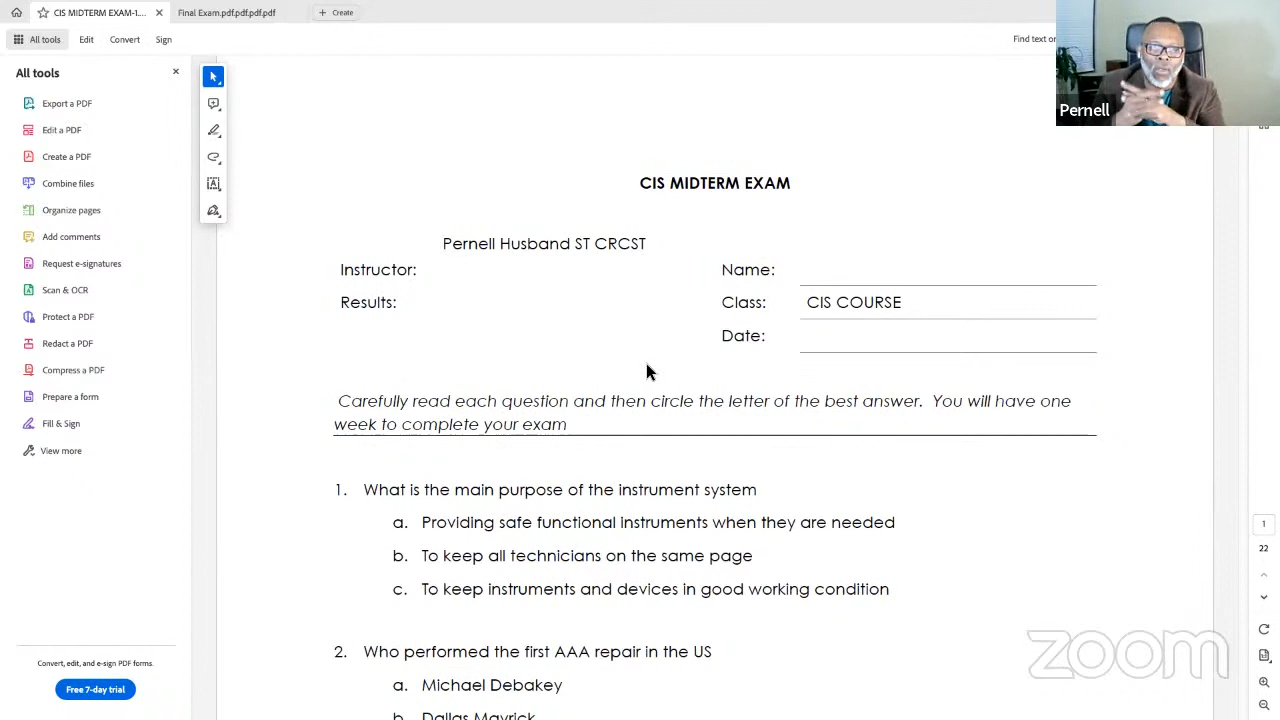 CIS MIDTERM EXAM-1....
Final Exam.pdf.pdf.pdf
+ Create
All tools
Edit
Convert
Sign
Find text or
All tools
Export a PDF
Edit a PDF
Create a PDF
Combine files
Organize pages
Add comments
Request e-signatures
Scan & OCR
Protect a PDF
Redact a PDF
Compress a PDF
Prepare a form
Fill & Sign
View more
Convert, edit, and e-sign PDF forms.
Free 7-day trial
Pernell
CIS MIDTERM EXAM
Pernell Husband ST CRCST
Instructor:
Name:
Results:
Class: CIS COURSE
Date:
Carefully read each question and then circle the letter of the best answer. You will have one
week to complete your exam
1. What is the main purpose of the instrument system
a. Providing safe functional instruments when they are needed
b. To keep all technicians on the same page
c. To keep instruments and devices in good working condition
2. Who performed the first AAA repair in the US
a. Michael Debakey
b. Dallas Mavrick
1
22
zoom